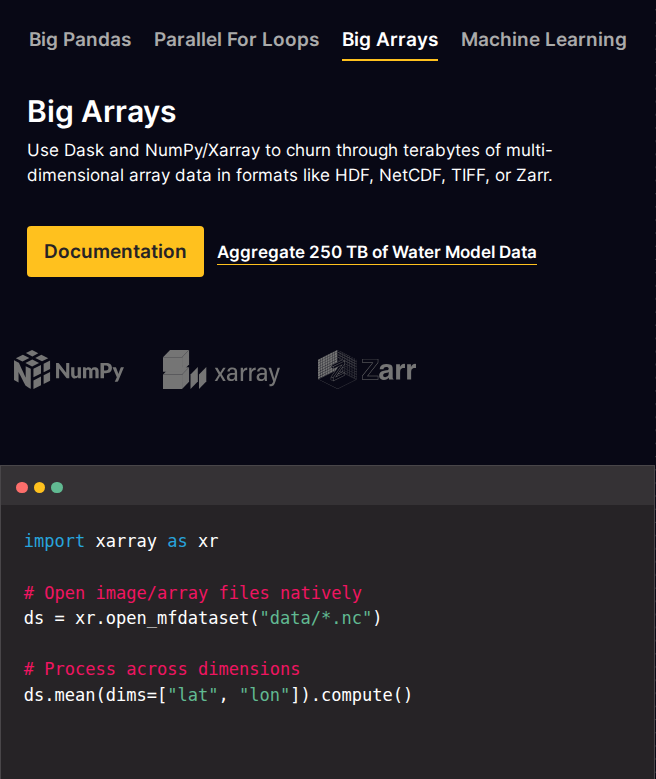 Big Pandas Parallel For Loops Big Arrays Machine Learning
Big Arrays
Use Dask and NumPy/Xarray to churn through terabytes of multi-
dimensional array data in formats like HDF, NetCDF, TIFF, or Zarr.
Documentation Aggregate 250 TB of Water Model Data
NumPy xarray Zarr
import xarray as xr
# Open image/array files natively
ds = xr.open_mfdataset("data/*.nc")
# Process across dimensions
ds.mean(dims=["lat", "lon"]).compute()